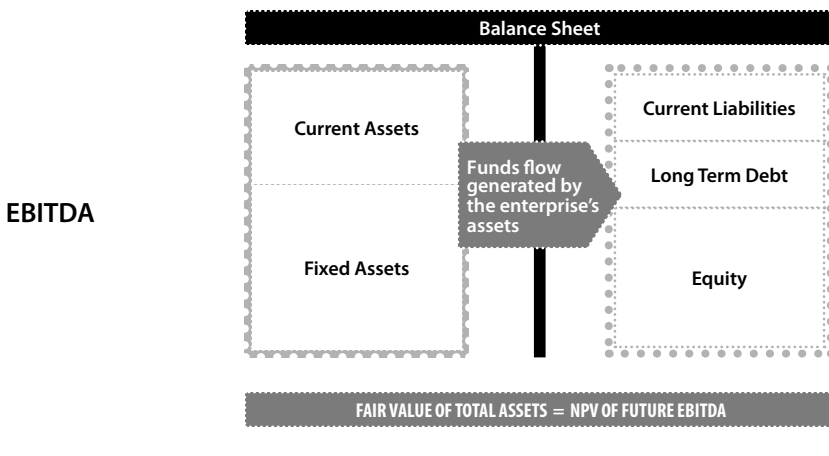 Balance Sheet
Current Assets
Current Liabilities
Funds flow
generated by
the enterprise's
assets
Long Term Debt
EBITDA
Fixed Assets
Equity
FAIR VALUE OF TOTAL ASSETS = NPV OF FUTURE EBITDA